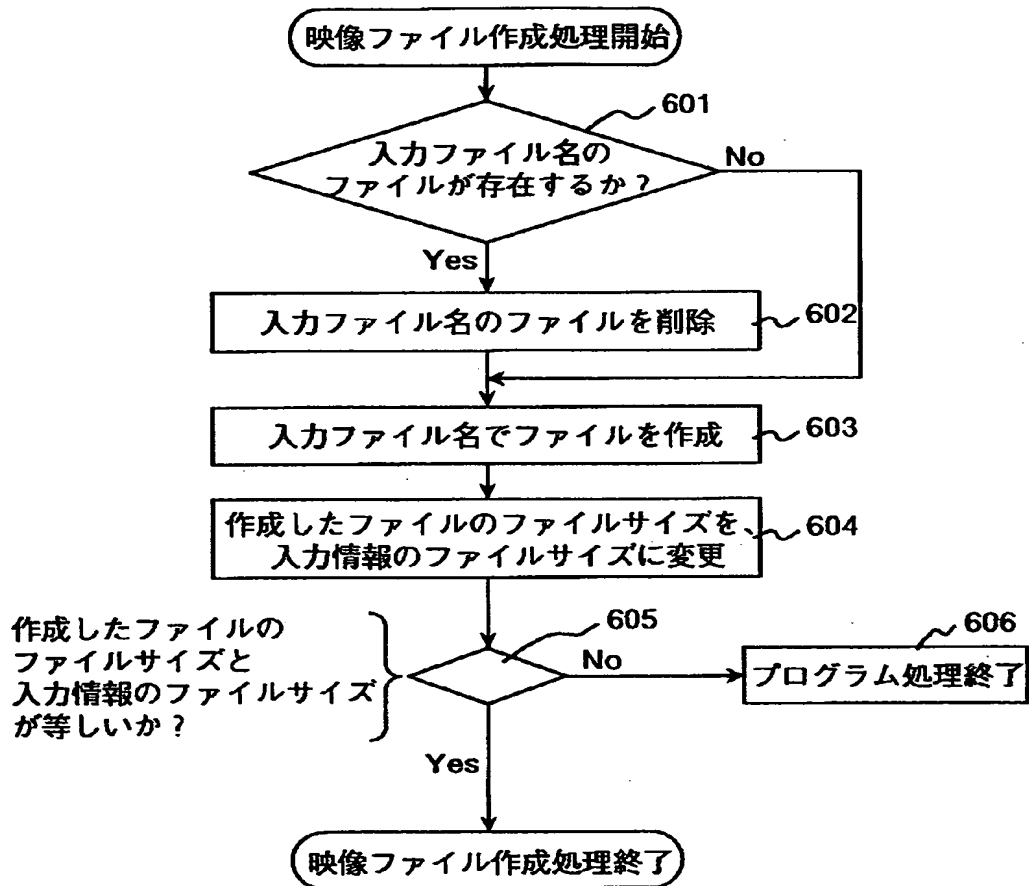 映像ファイル作成処理開始
601
入力ファイル名の
ファイルが存在するか?
No
Yes
入力ファイル名のファイルを削除
602
入力ファイル名でファイルを作成
603
作成したファイルのファイルサイズを、
入力情報のファイルサイズに変更
604
作成したファイルの
ファイルサイズと
入力情報のファイルサイズ
が等しいか?
605
No
606
プログラム処理終了
Yes
映像ファイル作成処理終了